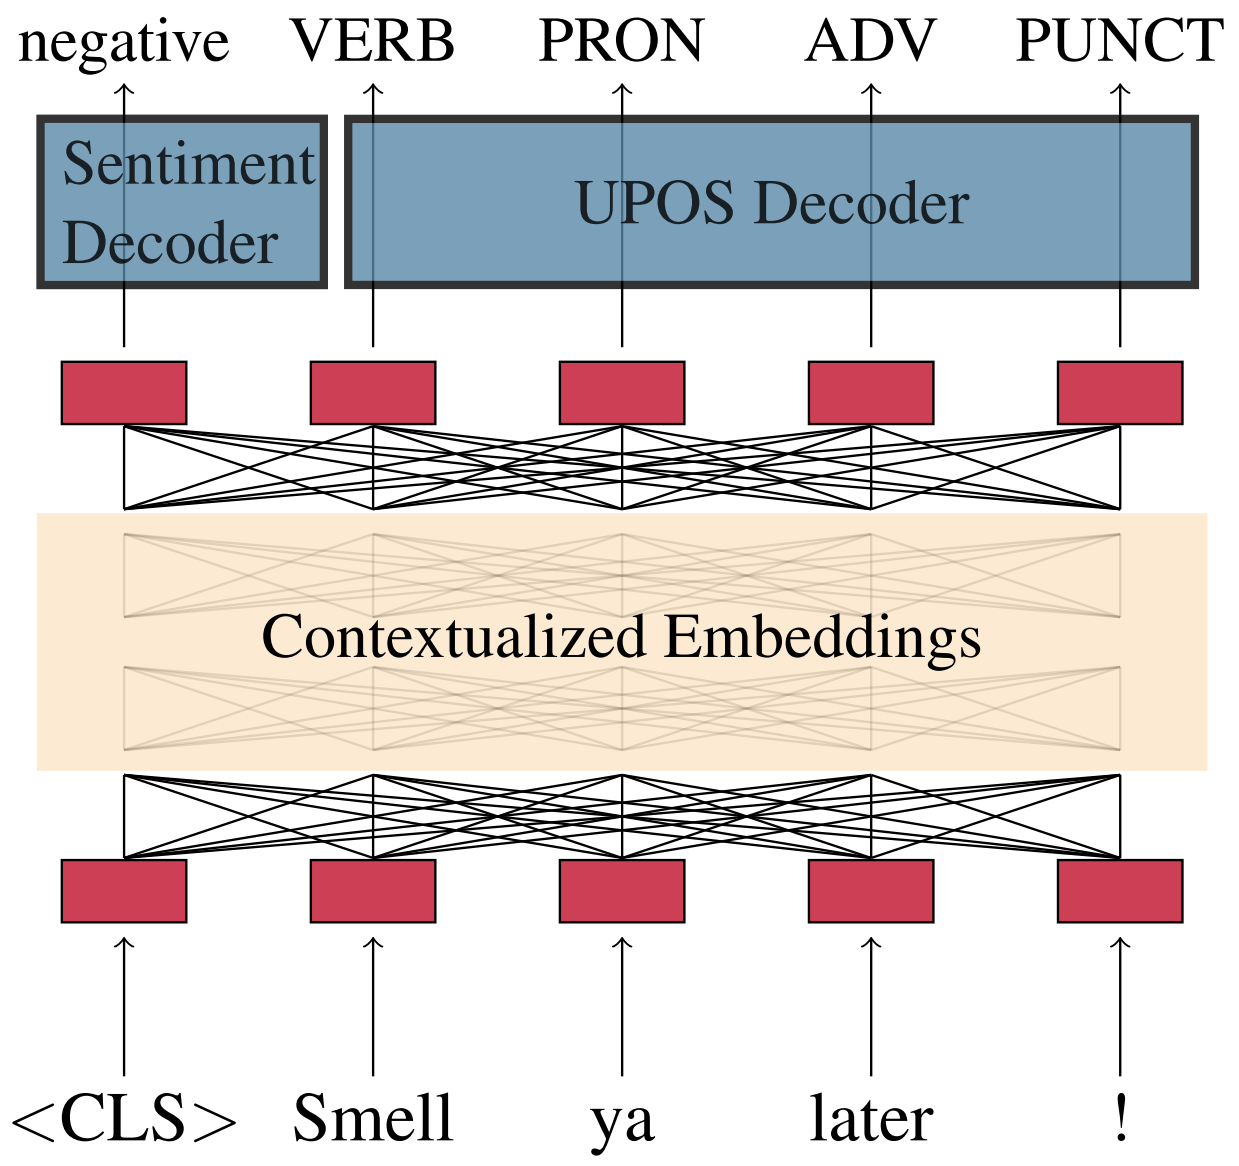 negative VERB PRON ADV PUNCT
Sentiment
Decoder
UPOS Decoder
Contextualized Embeddings
<CLS> Smell ya later !